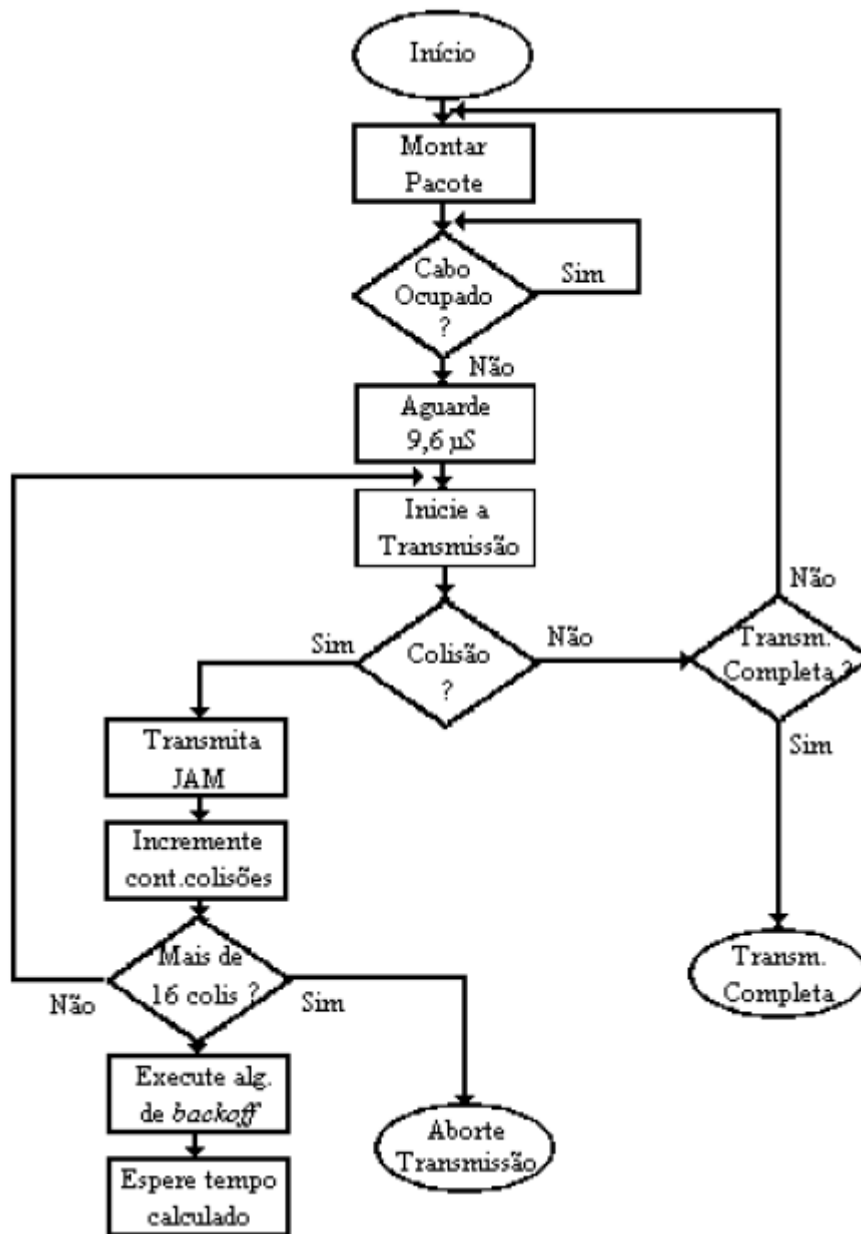 Início
Montar
Pacote
Cabo
Ocupado
?
Sim
Não
Aguarde
9,6 µS
Inicie a
Transmissão
Colisão
?
Sim
Não
Transm.
Completa ?
Não
Sim
Transmita
JAM
Incremente
cont.colisões
Mais de
16 colis ?
Não
Sim
Transm.
Completa
Execute alg.
de backoff
Aborte
Transmissão
Espere tempo
calculado